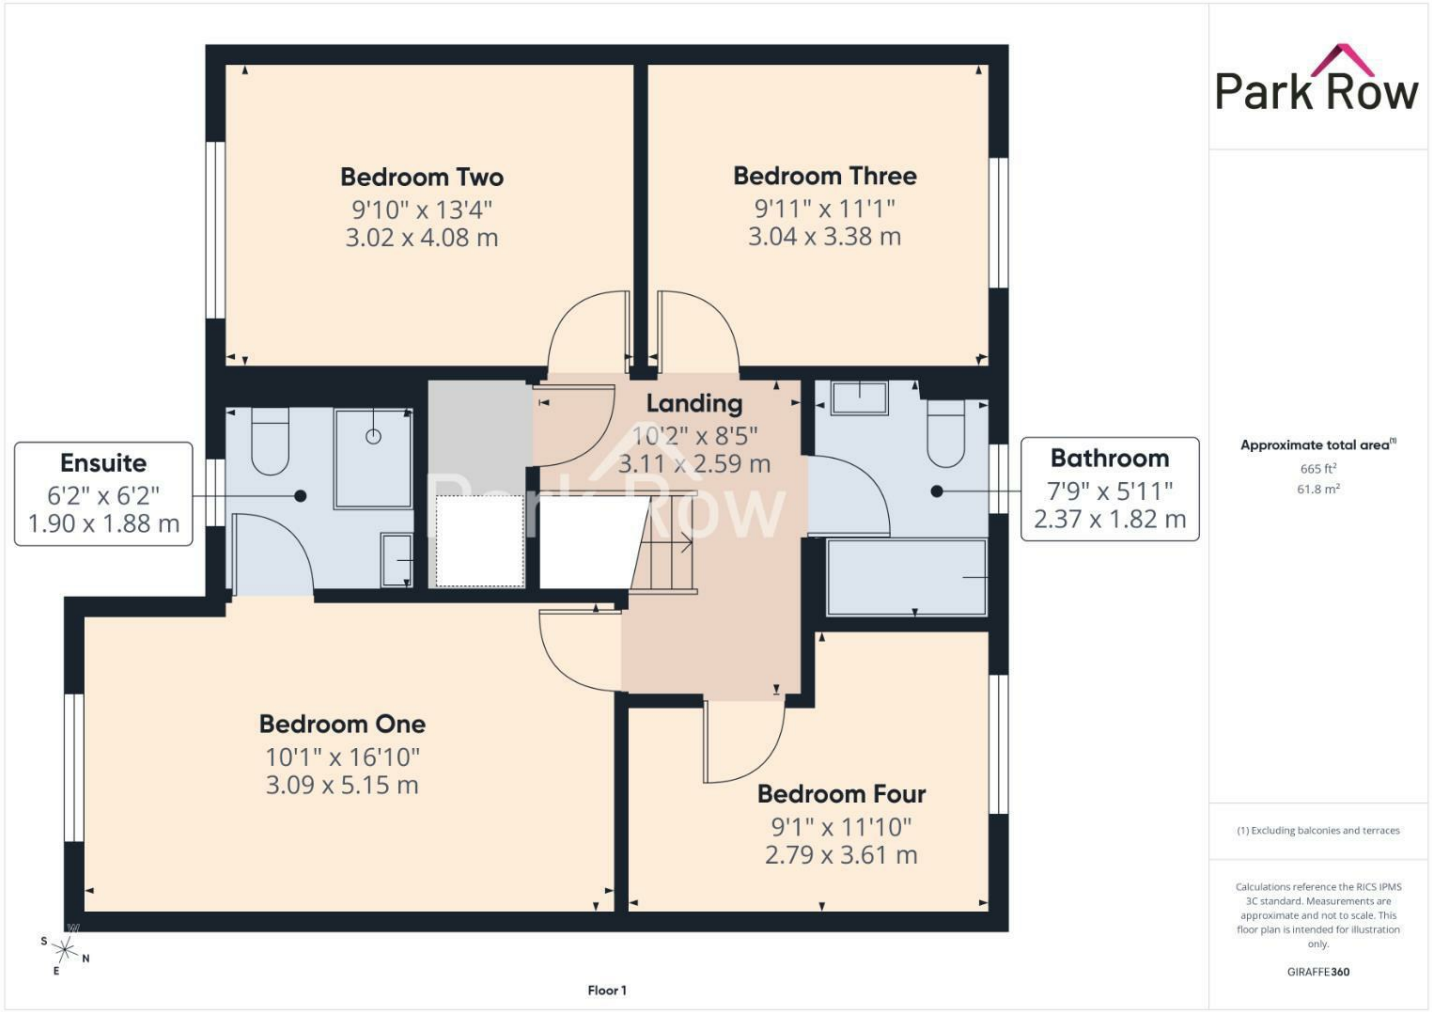 Park Row
Bedroom Two
9'10" x 13'4"
3.02 x 4.08 m
Bedroom Three
9'11" x 11'1"
3.04 x 3.38 m
Landing
10'2" x 8'5"
3.11 x 2.59 m
Park Row
Ensuite
6'2" x 6'2"
1.90 x 1.88 m
Bathroom
7'9" x 5'11"
2.37 x 1.82 m
Bedroom One
10'1" x 16'10"
3.09 x 5.15 m
Bedroom Four
9'1" x 11'10"
2.79 x 3.61 m
W
S
N
E
Floor 1
Approximate total area(1)
665 ft²
61.8 m²
(1) Excluding balconies and terraces
Calculations reference the RICS IPMS
3C standard. Measurements are
approximate and not to scale. This
floor plan is intended for illustration
only.
GIRAFFE360